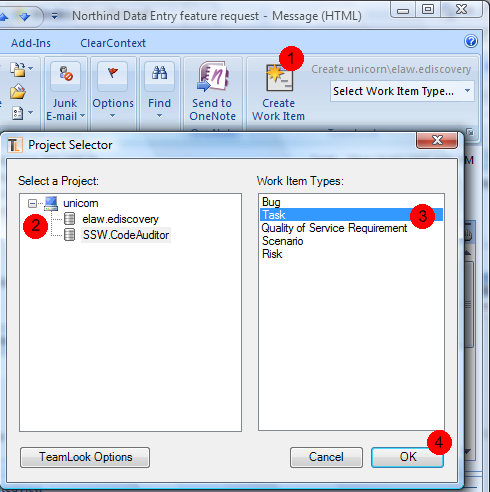 Northind Data Entry feature request - Message (HTML)
Add-Ins
ClearContext
1
Create unicorn\elaw.ediscovery
Select Work Item Type...
Junk
E-mail
Options
Find
Send to
OneNote
Create
Work Item
Project Selector
Select a Project:
Work Item Types:
unicorn
2
elaw.ediscovery
SSW.CodeAuditor
Bug
Task
3
Quality of Service Requirement
Scenario
Risk
4
TeamLook Options
Cancel
OK